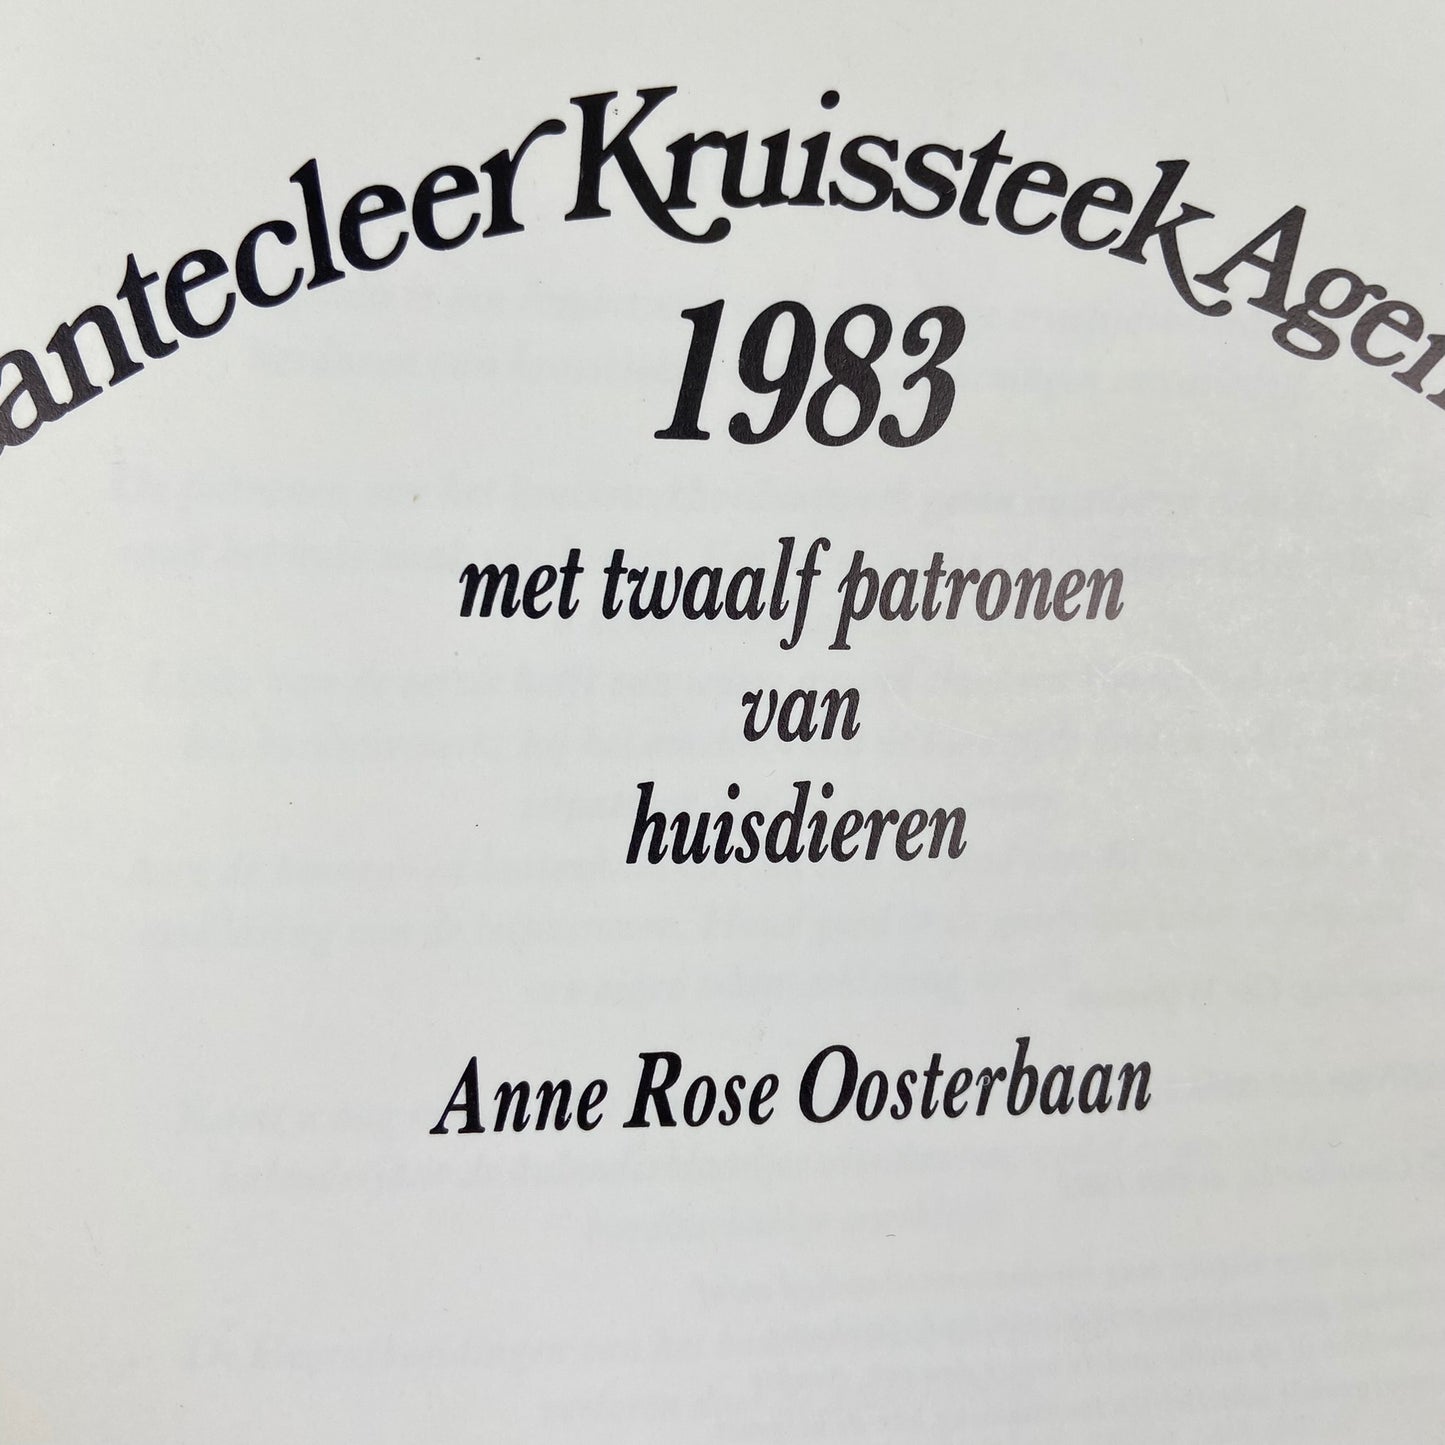 antecleer Kruissteek Agen
1983
met twaalf patronen
van
huisdieren
Anne Rose Oosterbaan